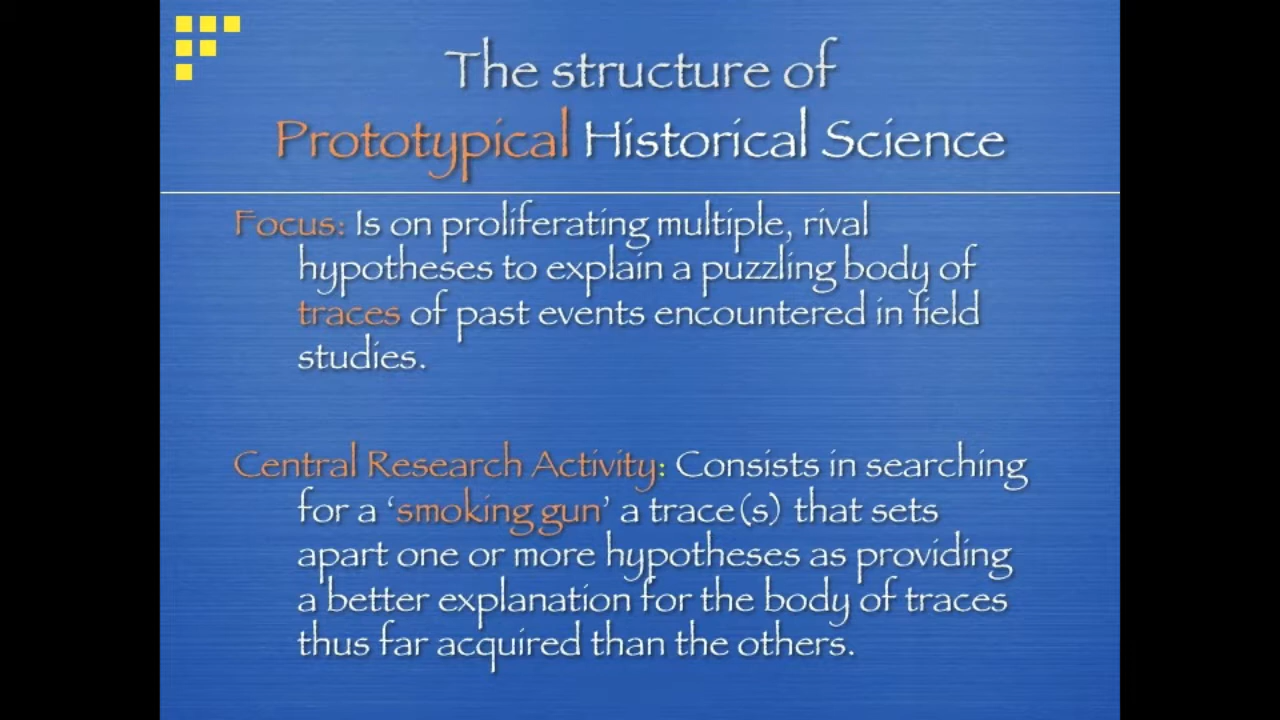 The structure of
Prototypical Historical Science
Focus: Is on proliferating multiple, rival
hypotheses to explain a puzzling body of
traces of past events encountered in field
studies.
Central Research Activity: Consists in searching
for a ‘smoking gun’ a trace(s) that sets
apart one or more hypotheses as providing
a better explanation for the body of traces
thus far acquired than the others.